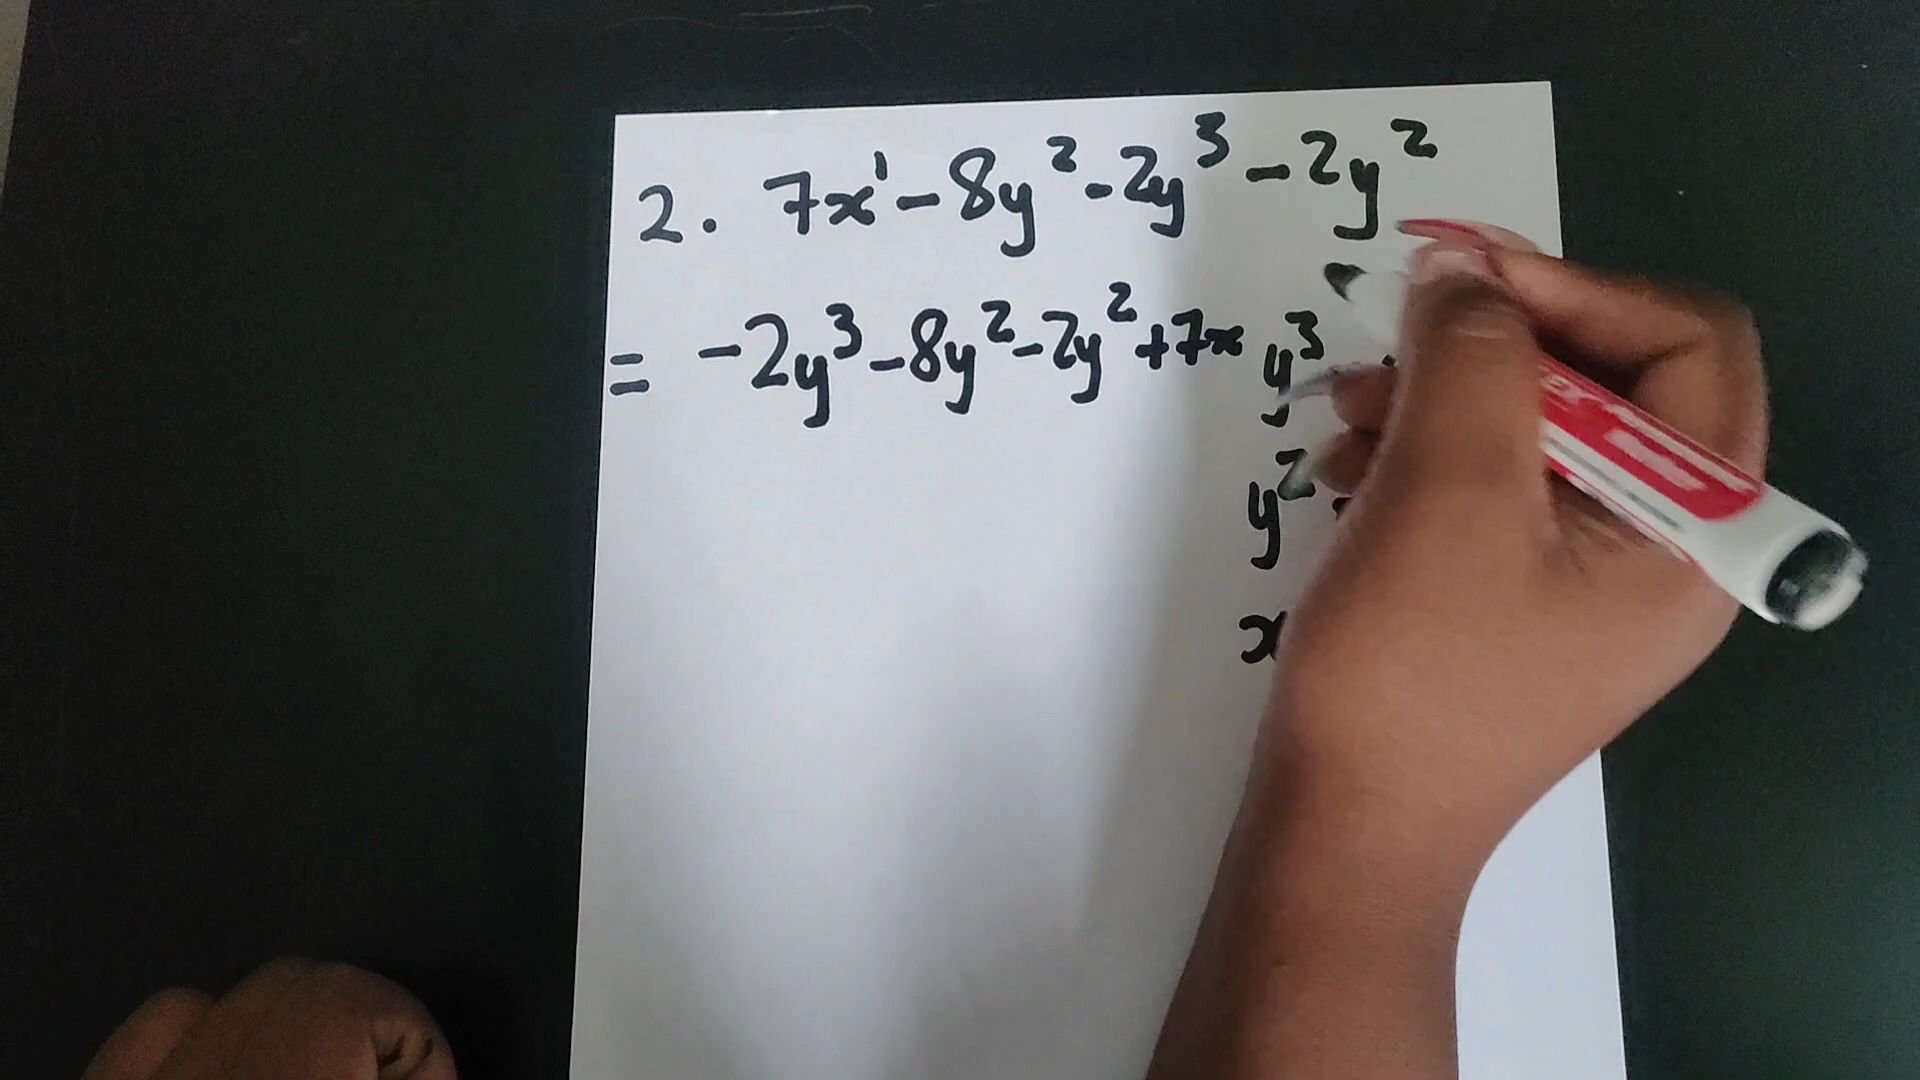 2. 7x¹ - 8y² - 2y³ - 2y²
= -2y³ - 8y² - 2y² + 7x y³
y²
x